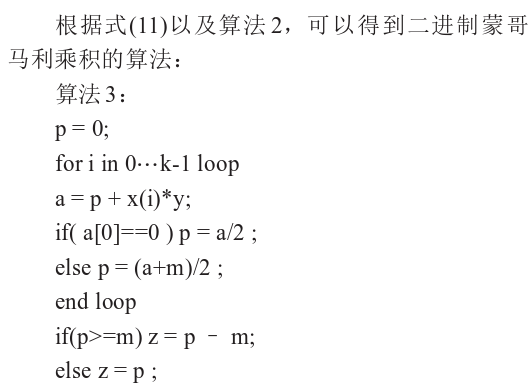 根据式(11)以及算法2，可以得到二进制蒙哥
马利乘积的算法：
算法3：
p = 0;
for i in 0···k-1 loop
a = p + x(i)*y;
if( a[0]==0 ) p = a/2 ;
else p = (a+m)/2 ;
end loop
if(p>=m) z = p － m;
else z = p ;